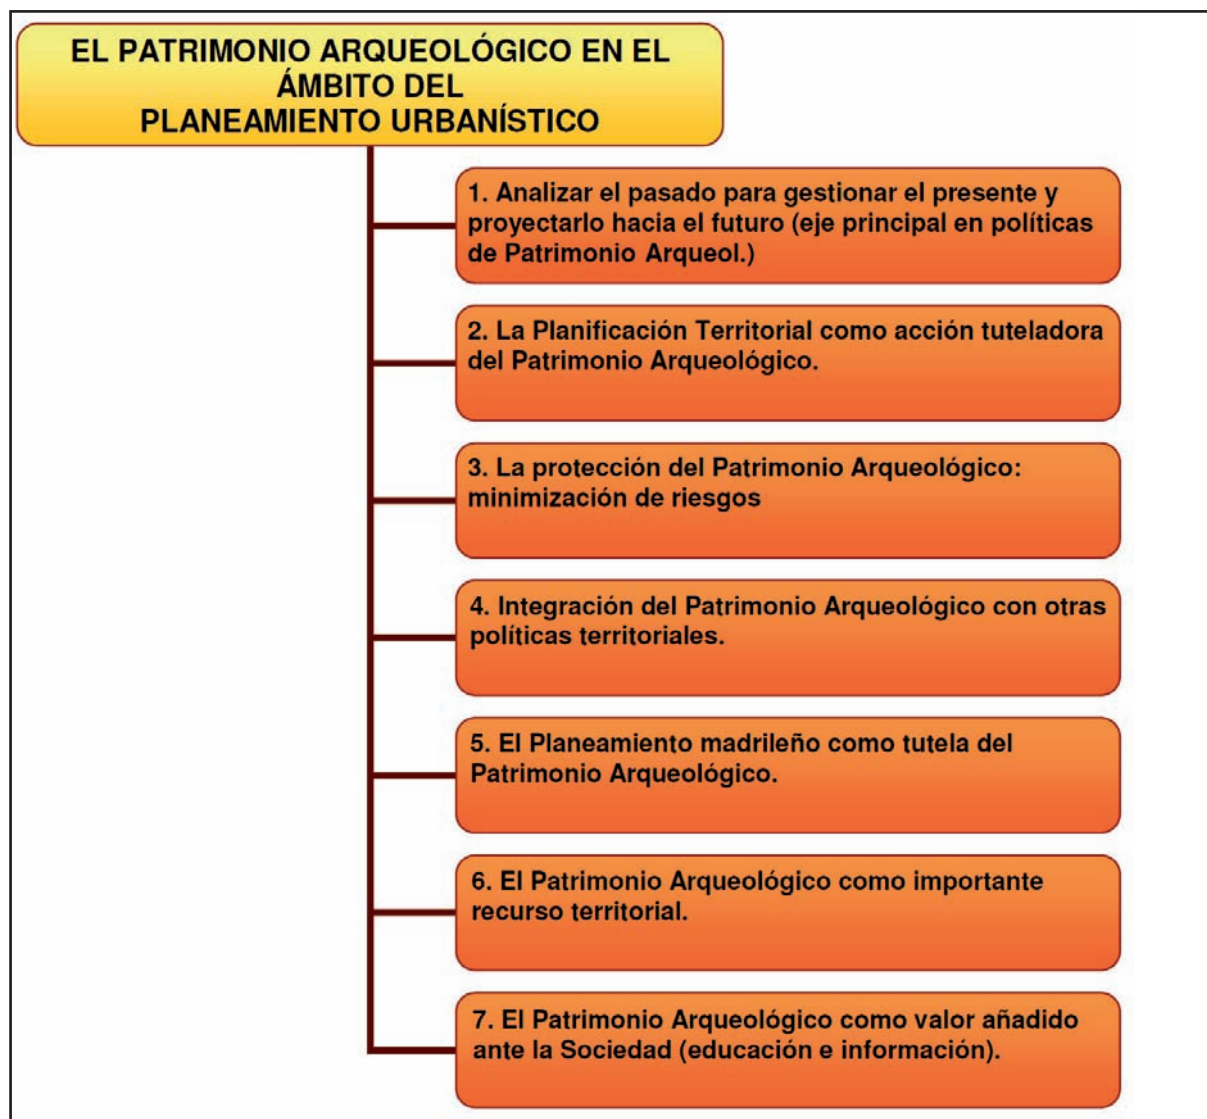 EL PATRIMONIO ARQUEOLÓGICO EN EL
ÁMBITO DEL
PLANEAMIENTO URBANÍSTICO
1. Analizar el pasado para gestionar el presente y
proyectarlo hacia el futuro (eje principal en políticas
de Patrimonio Arqueol.)
2. La Planificación Territorial como acción tuteladora
del Patrimonio Arqueológico.
3. La protección del Patrimonio Arqueológico:
minimización de riesgos
4. Integración del Patrimonio Arqueológico con otras
políticas territoriales.
5. El Planeamiento madrileño como tutela del
Patrimonio Arqueológico.
6. El Patrimonio Arqueológico como importante
recurso territorial.
7. El Patrimonio Arqueológico como valor añadido
ante la Sociedad (educación e información).